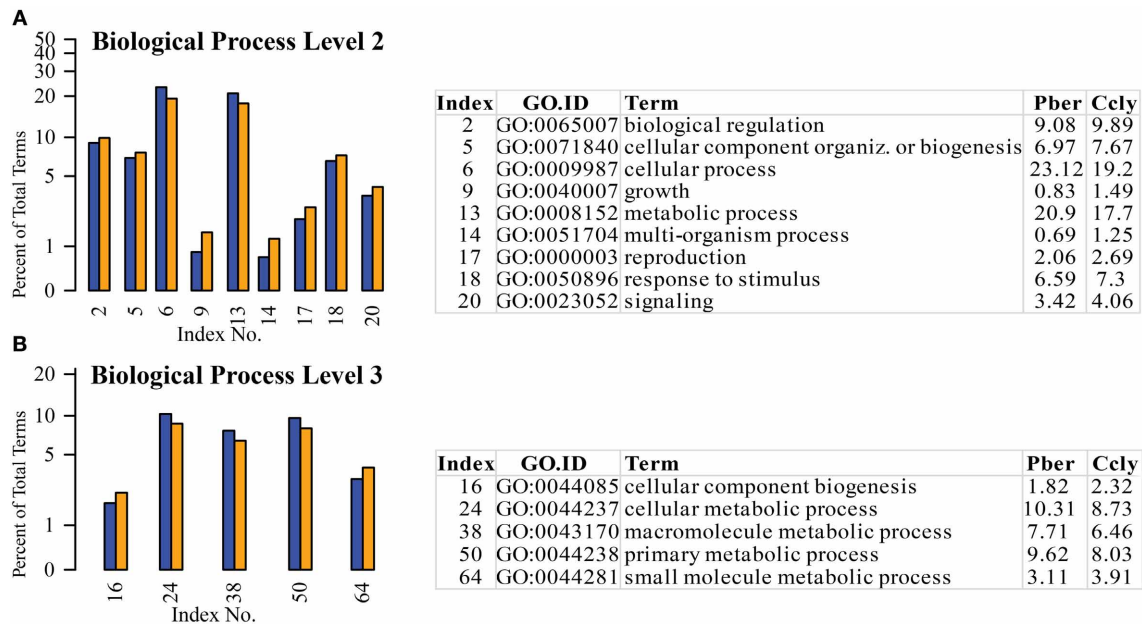 A
Biological Process Level 2
Percent of Total Terms
50
40
30
20
10
5
1
0
2 5 6 9 13 14 17 18 20
Index No.
Index GO.ID Term Pber Ccly
2 GO:0065007 biological regulation 9.08 9.89
5 GO:0071840 cellular component organiz. or biogenesis 6.97 7.67
6 GO:0009987 cellular process 23.12 19.2
9 GO:0040007 growth 0.83 1.49
13 GO:0008152 metabolic process 20.9 17.7
14 GO:0051704 multi-organism process 0.69 1.25
17 GO:0000003 reproduction 2.06 2.69
18 GO:0050896 response to stimulus 6.59 7.3
20 GO:0023052 signaling 3.42 4.06
B
Biological Process Level 3
Percent of Total Terms
20
10
5
1
0
16 24 38 50 64
Index No.
Index GO.ID Term Pber Ccly
16 GO:0044085 cellular component biogenesis 1.82 2.32
24 GO:0044237 cellular metabolic process 10.31 8.73
38 GO:0043170 macromolecule metabolic process 7.71 6.46
50 GO:0044238 primary metabolic process 9.62 8.03
64 GO:0044281 small molecule metabolic process 3.11 3.91